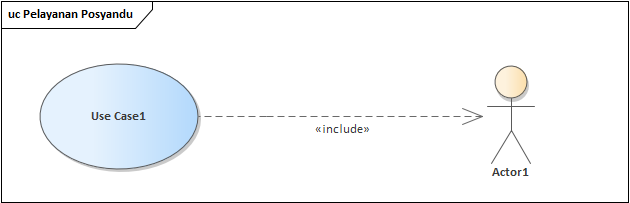 uc Pelayanan Posyandu
Use Case1
«include»
Actor1